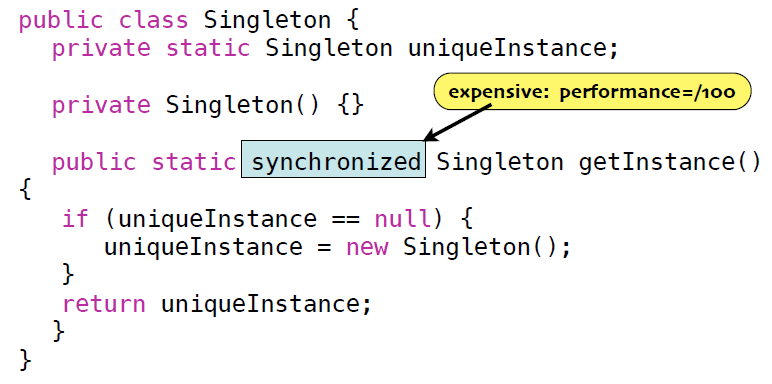 public class Singleton {
private static Singleton uniqueInstance;
private Singleton() {}
expensive: performance=/100
public static synchronized Singleton getInstance()
{
if (uniqueInstance == null) {
uniqueInstance = new Singleton();
}
return uniqueInstance;
}
}